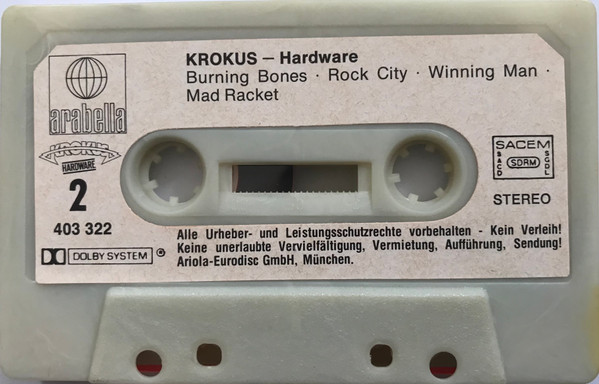 KROKUS – Hardware
Burning Bones · Rock City · Winning Man ·
Mad Racket
arabella
KROKUS
HARDWARE
2
403 322
DOLBY SYSTEM ®
SACEM
SACD SDRM SGDL
STEREO
Alle Urheber- und Leistungsschutzrechte vorbehalten - Kein Verleih!
Keine unerlaubte Vervielfältigung, Vermietung, Aufführung, Sendung!
Ariola-Eurodisc GmbH, München.